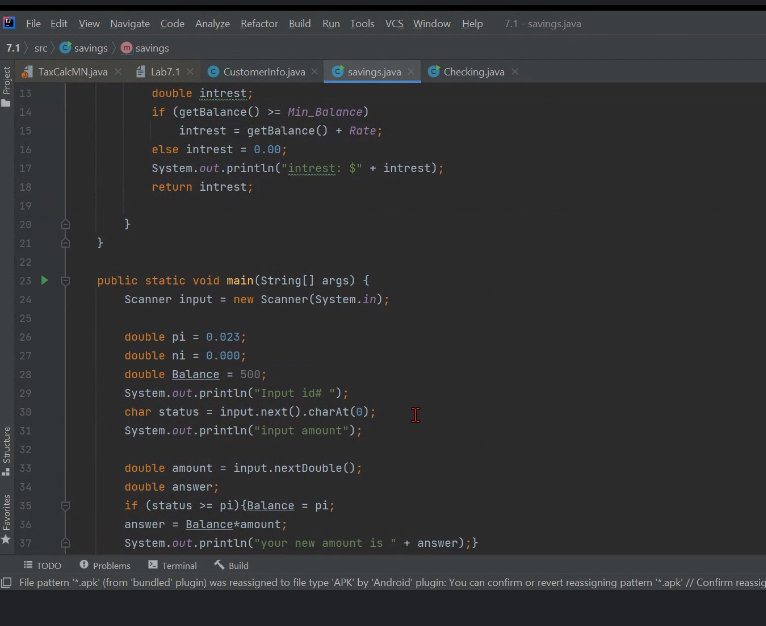 File Edit View Navigate Code Analyze Refactor Build Run Tools VCS Window Help 7.1 - savings.java
7.1 src savings savings
TaxCalcMN.java Lab7.1 CustomerInfo.java savings.java Checking.java
Project
13 double intrest;
14 if (getBalance() >= Min_Balance)
15 intrest = getBalance() + Rate;
16 else intrest = 0.00;
17 System.out.println("intrest: $" + intrest);
18 return intrest;
19
20 }
21 }
22
23 public static void main(String[] args) {
24 Scanner input = new Scanner(System.in);
25
26 double pi = 0.023;
27 double ni = 0.000;
28 double Balance = 500;
29 System.out.println("Input id# ");
30 char status = input.next().charAt(0);
31 System.out.println("input amount");
32
33 double amount = input.nextDouble();
34 double answer;
35 if (status >= pi){Balance = pi;
36 answer = Balance*amount;
37 System.out.println("your new amount is " + answer);}
Structure
Favorites
TODO Problems Terminal Build
File pattern '*.apk' (from 'bundled' plugin) was reassigned to file type 'APK' by 'Android' plugin: You can confirm or revert reassigning pattern '*.apk' // Confirm reassig